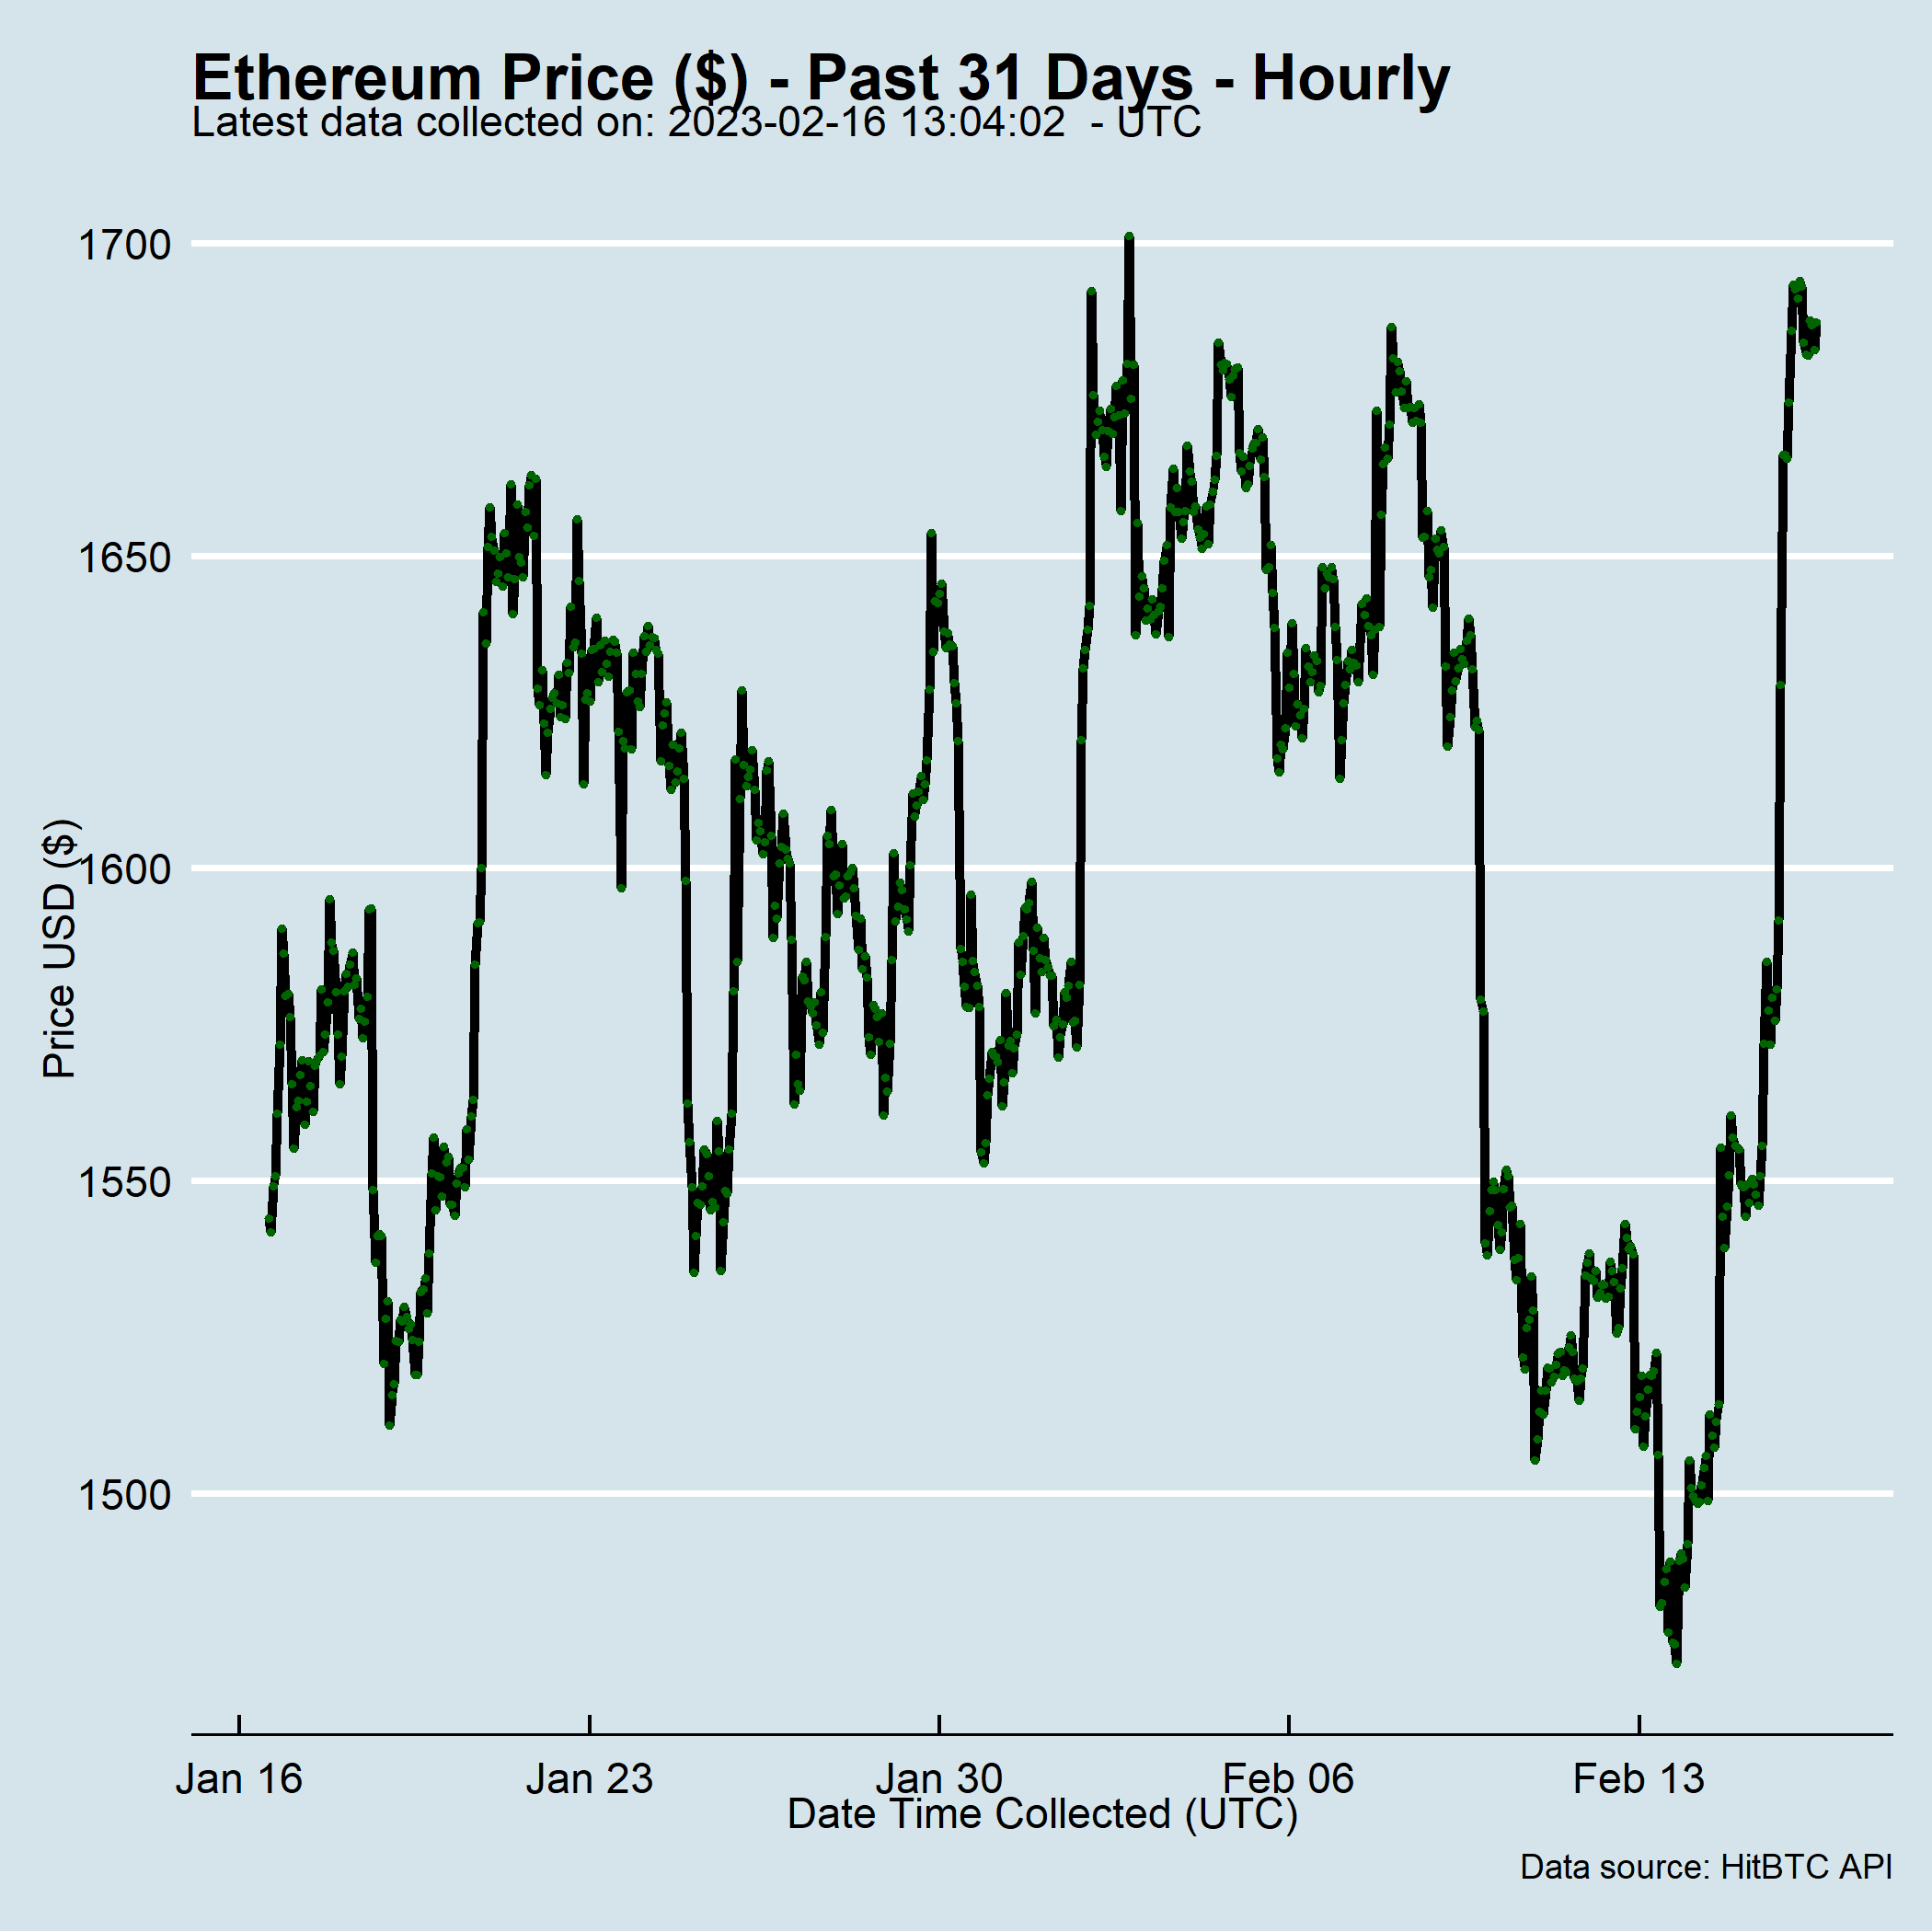 Ethereum Price ($) - Past 31 Days - Hourly
Latest data collected on: 2023-02-16 13:04:02  - UTC
Price USD ($)
1700
1650
1600
1550
1500
Jan 16
Jan 23
Jan 30
Feb 06
Feb 13
Date Time Collected (UTC)
Data source: HitBTC API